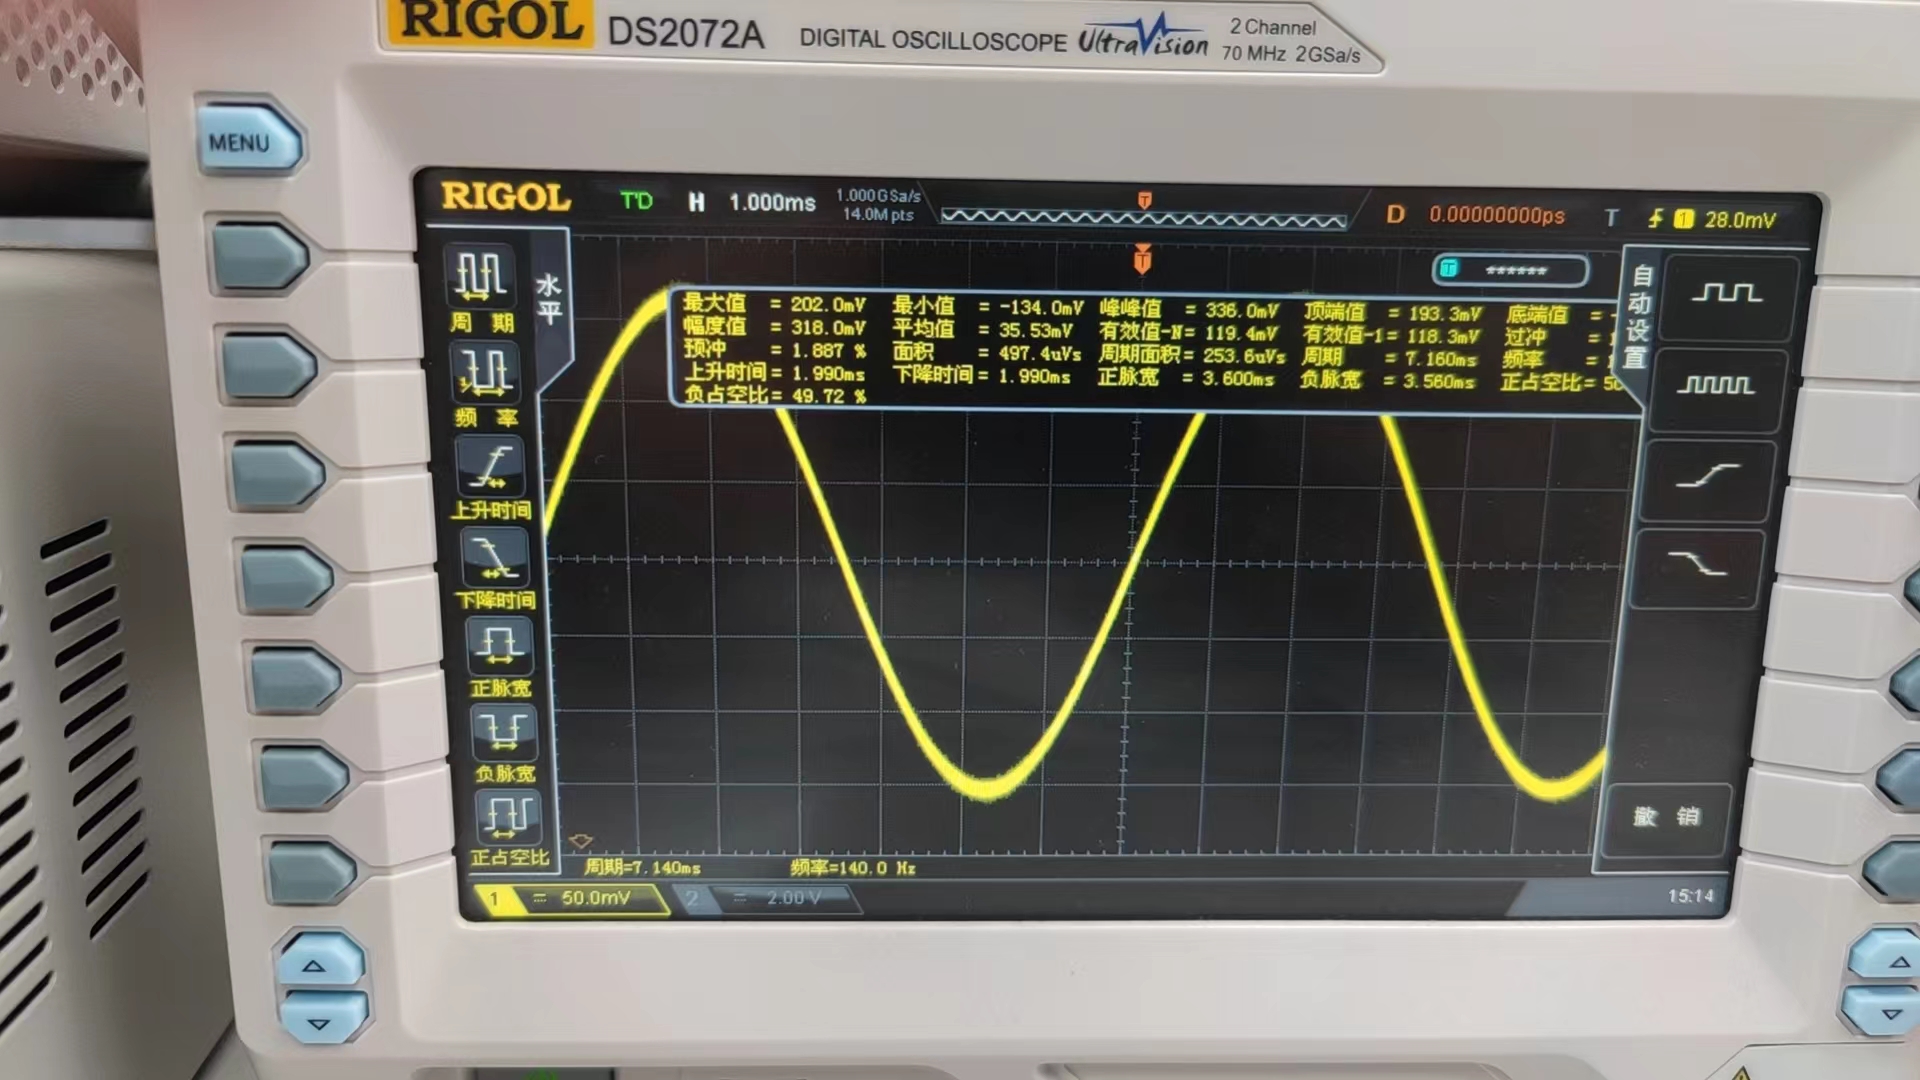 RIGOL DS2072A DIGITAL OSCILLOSCOPE UltraVision 2 Channel
70 MHz 2GSa/s
MENU
RIGOL T'D H 1.000ms 1.000GSa/s 14.0M pts D 0.00000000ps T 1 28.0mV
水平
周期
频率
上升时间
下降时间
正脉宽
负脉宽
正占空比
T ******
最大值 = 202.0mV 最小值 = -134.0mV 峰峰值 = 336.0mV 顶端值 = 193.3mV 底端值 = -
幅度值 = 318.0mV 平均值 = 35.53mV 有效值-N= 119.4mV 有效值-1= 118.3mV 过冲 =
预冲 = 1.887 % 面积 = 497.4uVs 周期面积= 253.6uVs 周期 = 7.160ms 频率 =
上升时间= 1.990ms 下降时间= 1.990ms 正脉宽 = 3.600ms 负脉宽 = 3.560ms 正占空比= 50
负占空比= 49.72 %
自动设置
撤销
周期=7.140ms 频率=140.0 Hz
1 = 50.0mV 2 = 2.00 V 15:14